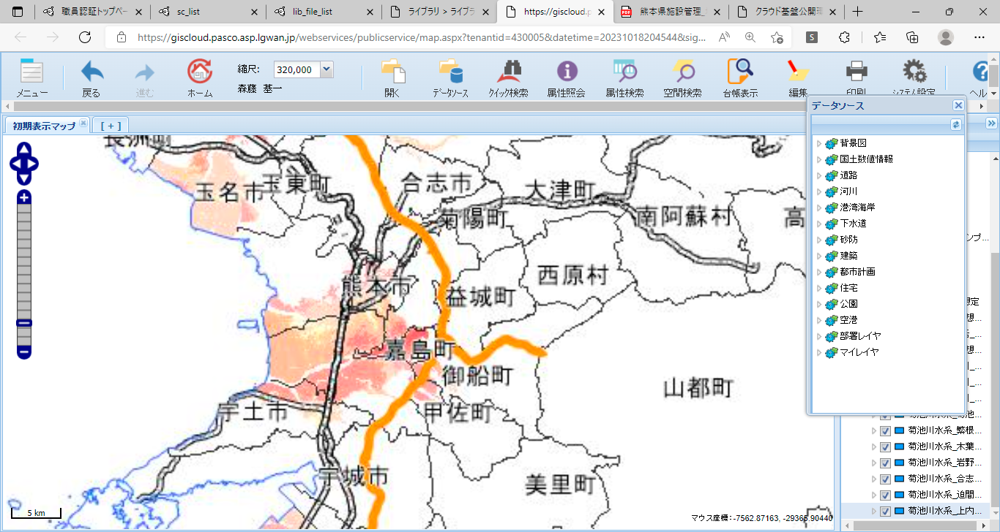 職員認証トップペー
sc_list
lib_file_list
ライブラリ > ライブラ
https://giscloud.p
熊本県施設管理_
クラウド基盤公開環
https://giscloud.pasco.asp.lgwan.jp/webservices/publicservice/map.aspx?tenantid=430005&datetime=20231018204544&sig...
メニュー
戻る
進む
ホーム
縮尺:
320,000
森藤 基一
開く
データソース
クイック検索
属性照会
属性検索
空間検索
台帳表示
編集
印刷
システム設定
ヘル
初期表示マップ
[ + ]
データソース
背景図
国土数値情報
道路
河川
港湾海岸
下水道
砂防
建築
都市計画
住宅
公園
空港
部署レイヤ
マイレイヤ
長洲町
玉名市
玉東町
合志市
大津町
菊陽町
南阿蘇村
高
熊本市
益城町
西原村
嘉島町
御船町
山都町
宇土市
甲佐町
宇城市
美里町
5 km
マウス座標:-7562.87163, -29365.90440
ンプ...
想定
菊池川水系_繁根...
菊池川水系_木葉...
菊池川水系_岩野...
菊池川水系_合志...
菊池川水系_迫間...
菊池川水系_上内...